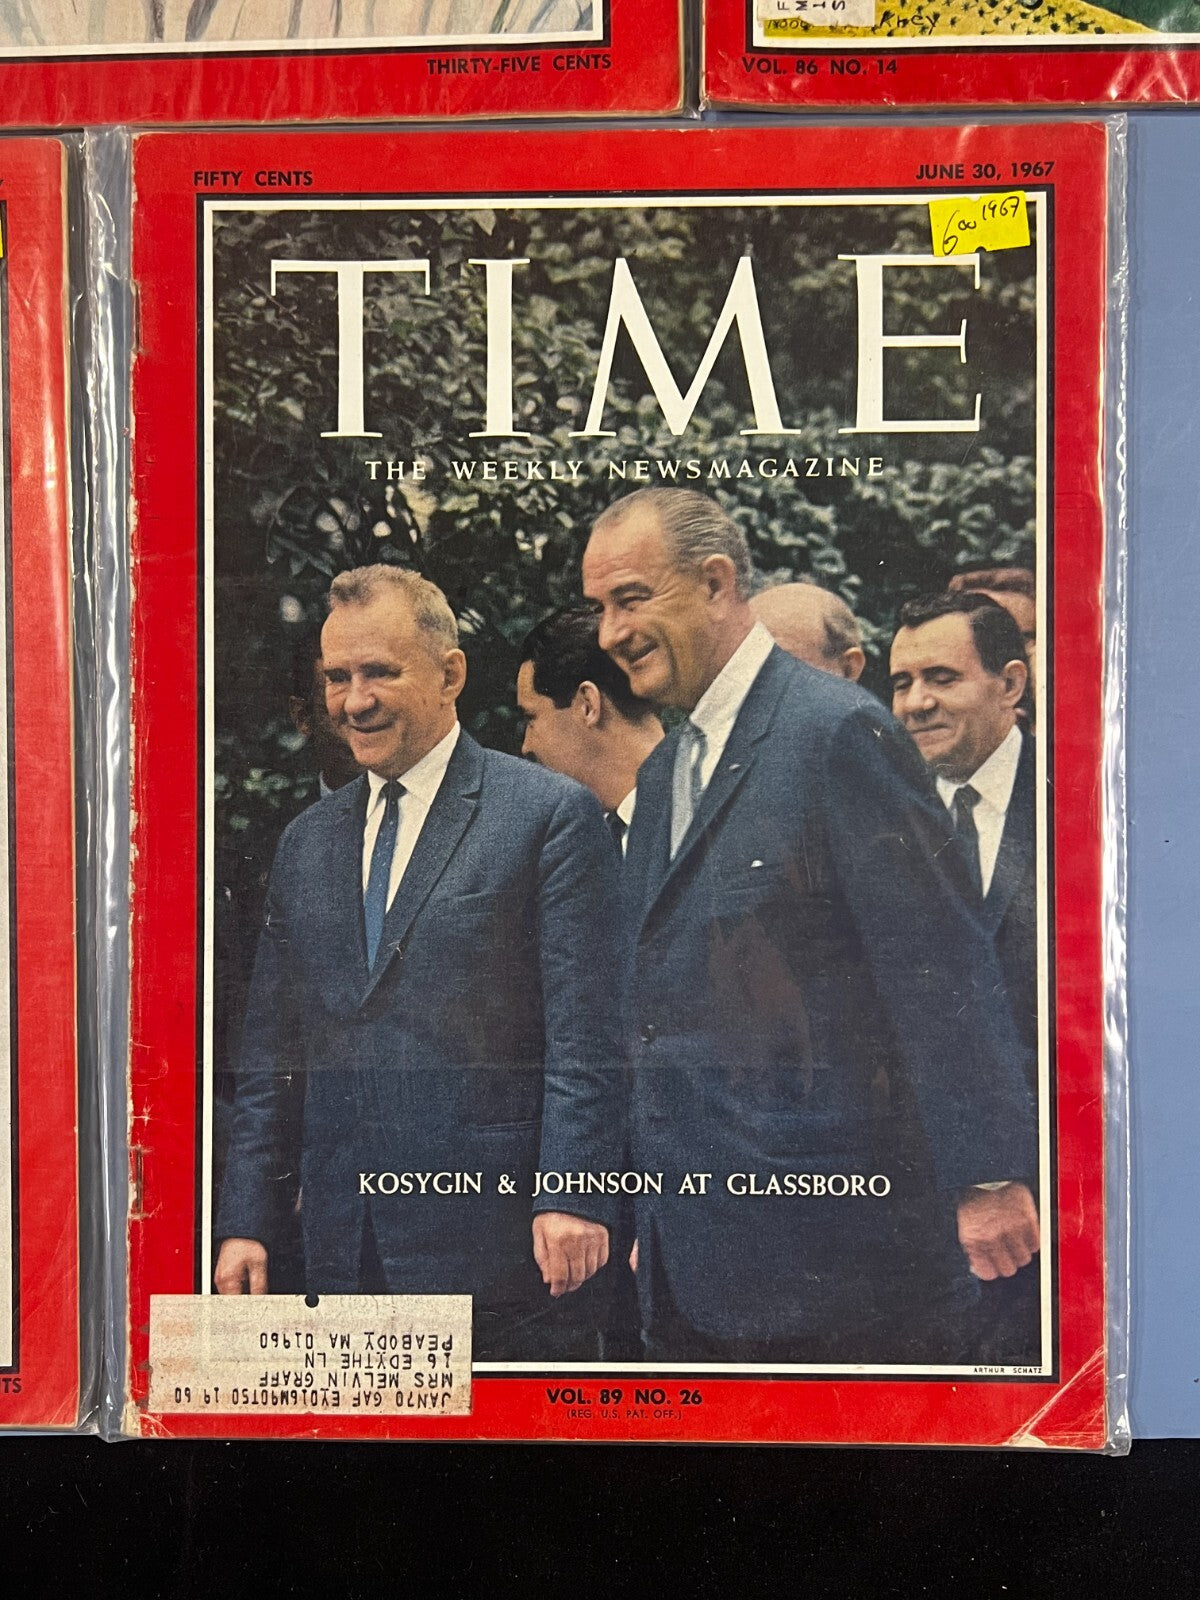 THIRTY-FIVE CENTS
VOL. 86 NO. 14
FIFTY CENTS
JUNE 30, 1967
6.00 1967
TIME
THE WEEKLY NEWSMAGAZINE
KOSYGIN & JOHNSON AT GLASSBORO
JAN70 GAF EYD16M90T50 19 60
MRS MELVIN GRAFF
16 EDYTHE LN
PEABODY MA 01960
ARTHUR SCHATZ
VOL. 89 NO. 26
(REG. U.S. PAT. OFF.)